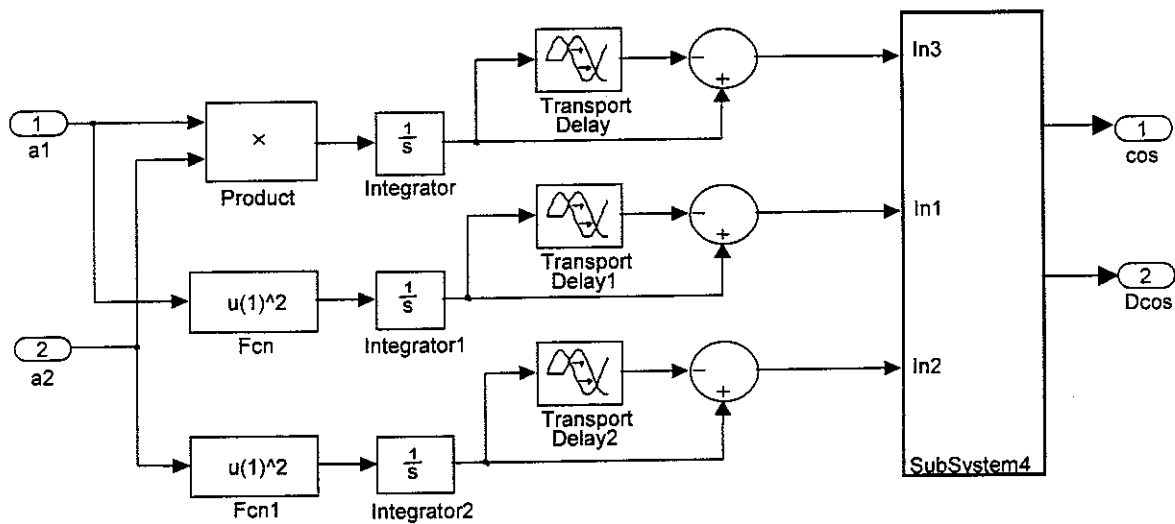 1
a1
2
a2
×
Product
u(1)^2
Fcn
u(1)^2
Fcn1
1
s
Integrator
1
s
Integrator1
1
s
Integrator2
Transport
Delay
Transport
Delay1
Transport
Delay2
−
+
−
+
−
+
In3
In1
In2
SubSystem4
1
cos
2
Dcos